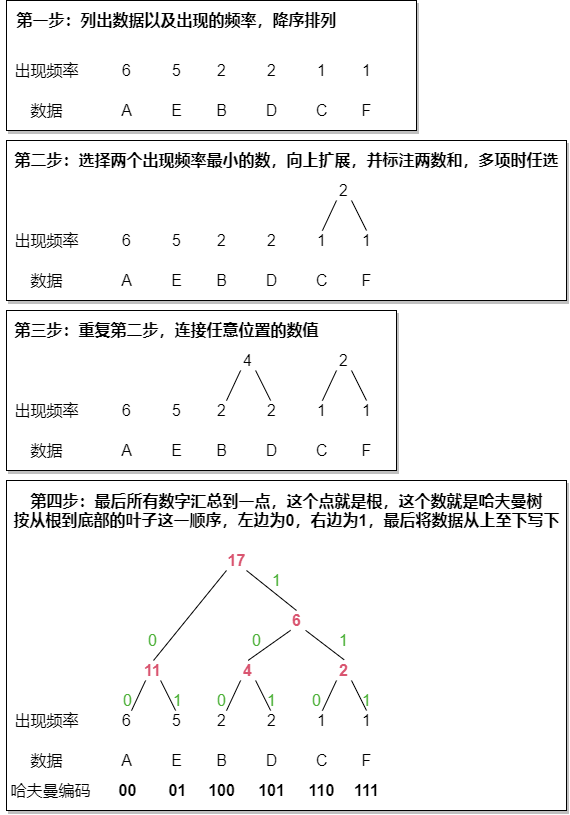 第一步：列出数据以及出现的频率，降序排列
出现频率 6 5 2 2 1 1
数据 A E B D C F
第二步：选择两个出现频率最小的数，向上扩展，并标注两数和，多项时任选
2
出现频率 6 5 2 2 1 1
数据 A E B D C F
第三步：重复第二步，连接任意位置的数值
4 2
出现频率 6 5 2 2 1 1
数据 A E B D C F
第四步：最后所有数字汇总到一点，这个点就是根，这个数就是哈夫曼树
按从根到底部的叶子这一顺序，左边为0，右边为1，最后将数据从上至下写下
17
1
6
0 0 1
11 4 2
0 1 0 1 0 1
出现频率 6 5 2 2 1 1
数据 A E B D C F
哈夫曼编码 00 01 100 101 110 111